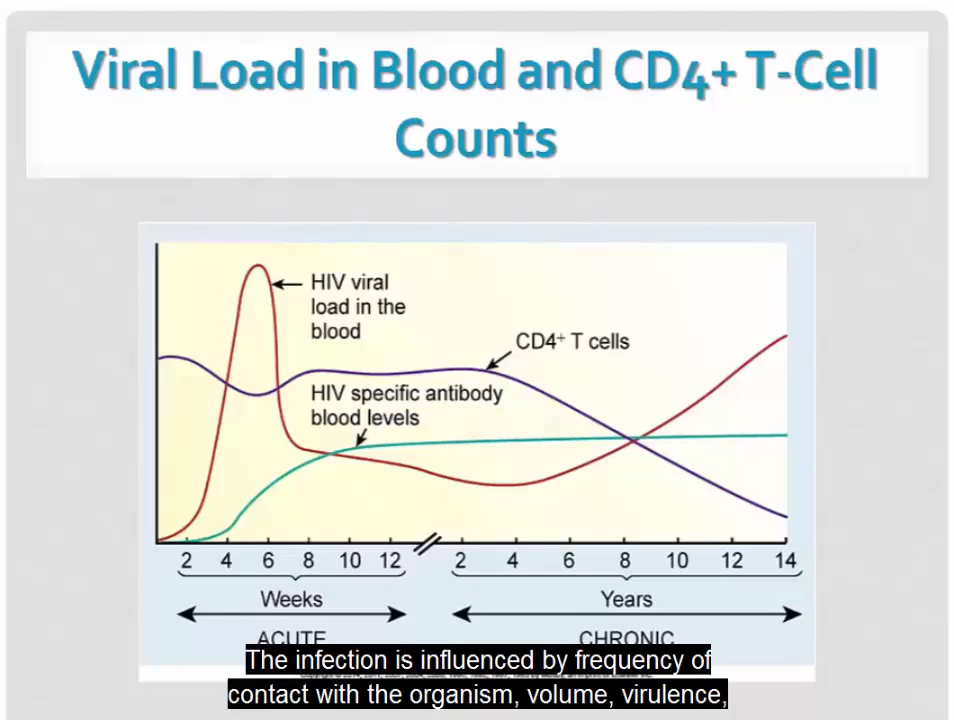 Viral Load in Blood and CD4+ T-Cell
Counts
HIV viral
load in the
blood
CD4+ T cells
HIV specific antibody
blood levels
2 4 6 8 10 12 2 4 6 8 10 12 14
Weeks Years
ACUTE CHRONIC
The infection is influenced by frequency of
contact with the organism, volume, virulence,